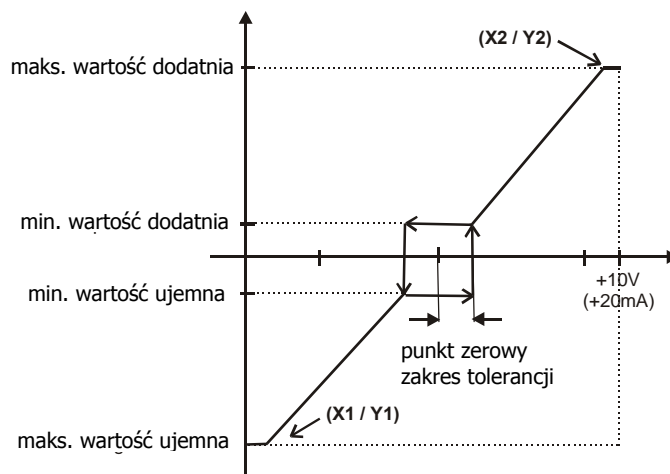 (X2 / Y2)
maks. wartość dodatnia
min. wartość dodatnia
min. wartość ujemna
+10V
(+20mA)
punkt zerowy
zakres tolerancji
(X1 / Y1)
maks. wartość ujemna